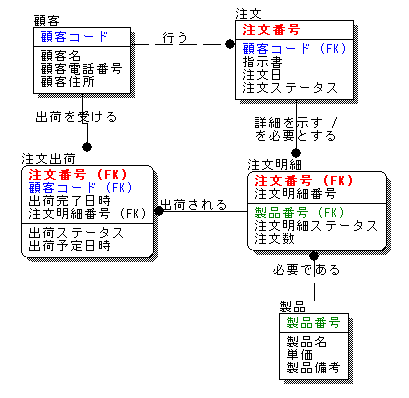 顧客
顧客コード
顧客名
顧客電話番号
顧客住所
行う
注文
注文番号
顧客コード (FK)
指示書
注文日
注文ステータス
出荷を受ける
詳細を示す /
を必要とする
注文出荷
注文番号 (FK)
顧客コード (FK)
出荷完了日時
注文明細番号 (FK)
出荷ステータス
出荷予定日時
出荷される
注文明細
注文番号 (FK)
注文明細番号
製品番号 (FK)
注文明細ステータス
注文数
必要である
製品
製品番号
製品名
単価
製品備考